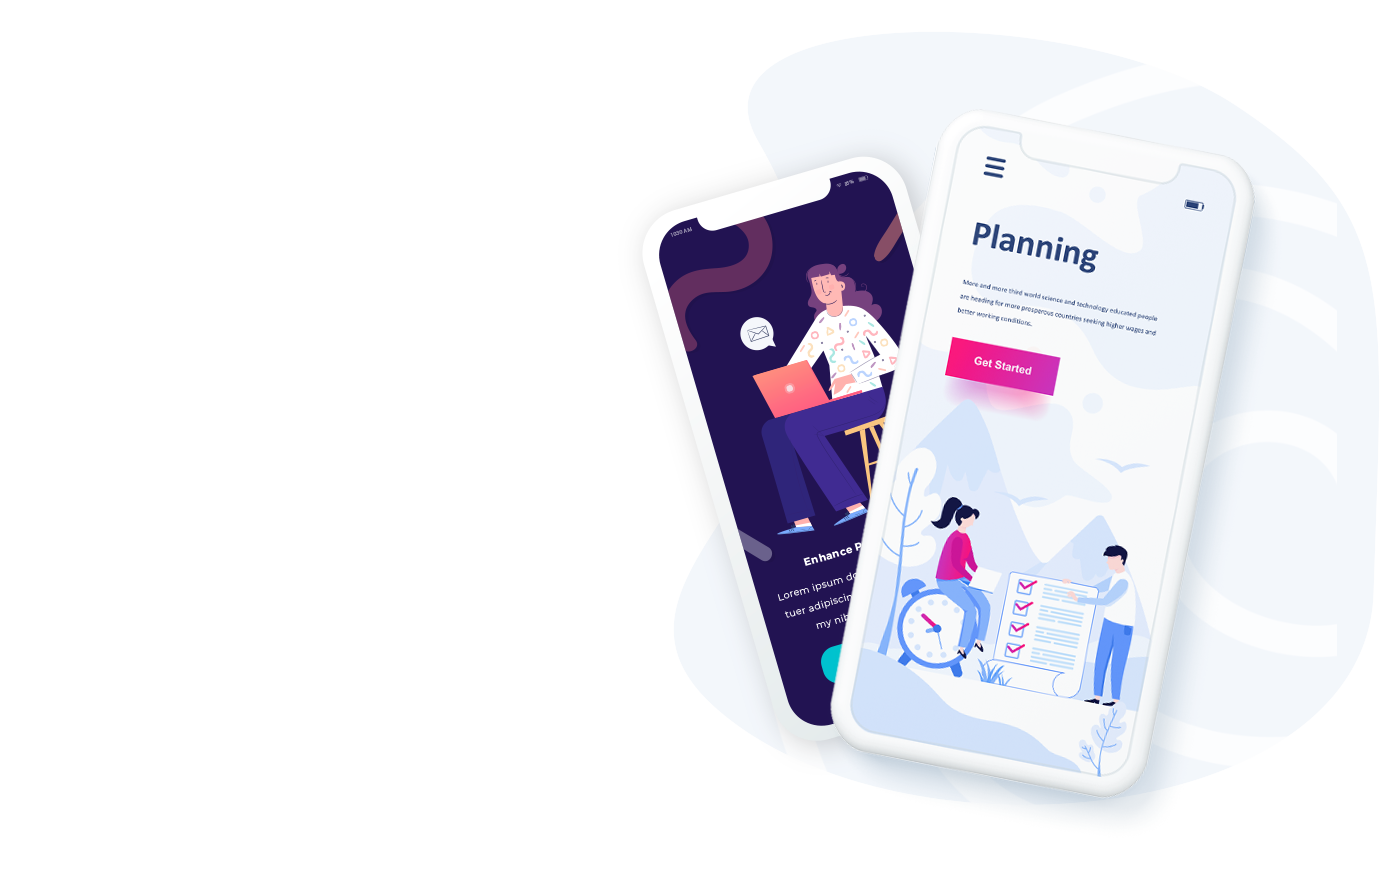 10:20 AM
Enhance P
Lorem ipsum do
tuer adipiscin
my nib
Planning
More and more third world science and technology educated people
are heading for more prosperous countries seeking higher wages and
better working conditions.
Get Started